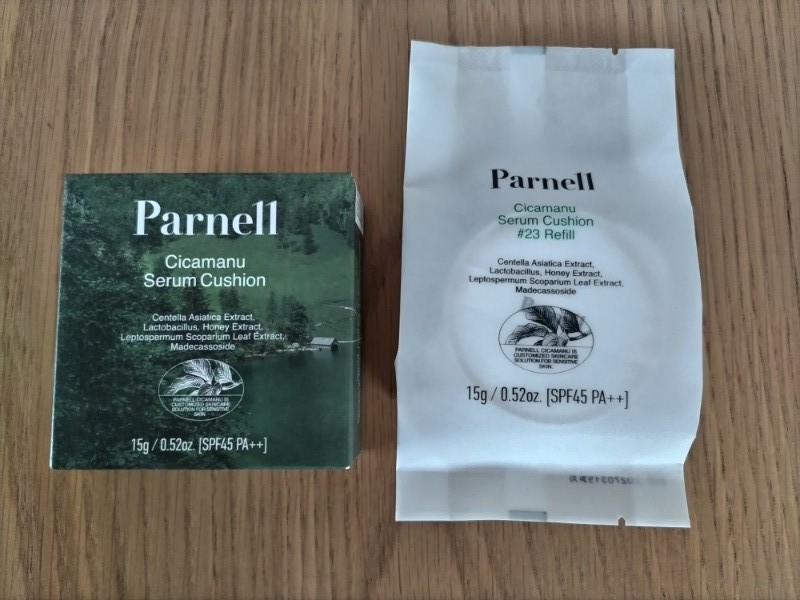 Parnell
Cicamanu
Serum Cushion
Centella Asiatica Extract,
Lactobacillus, Honey Extract,
Leptospermum Scoparium Leaf Extract,
Madecassoside
PARNELL CICAMANU IS
CUSTOMIZED SKINCARE
SOLUTION FOR SENSITIVE
SKIN.
15g / 0.52oz. [SPF45 PA++]
Parnell
Cicamanu
Serum Cushion
#23 Refill
Centella Asiatica Extract,
Lactobacillus, Honey Extract,
Leptospermum Scoparium Leaf Extract,
Madecassoside
PARNELL CICAMANU IS
CUSTOMIZED SKINCARE
SOLUTION FOR SENSITIVE
SKIN.
15g / 0.52oz. [SPF45 PA++]